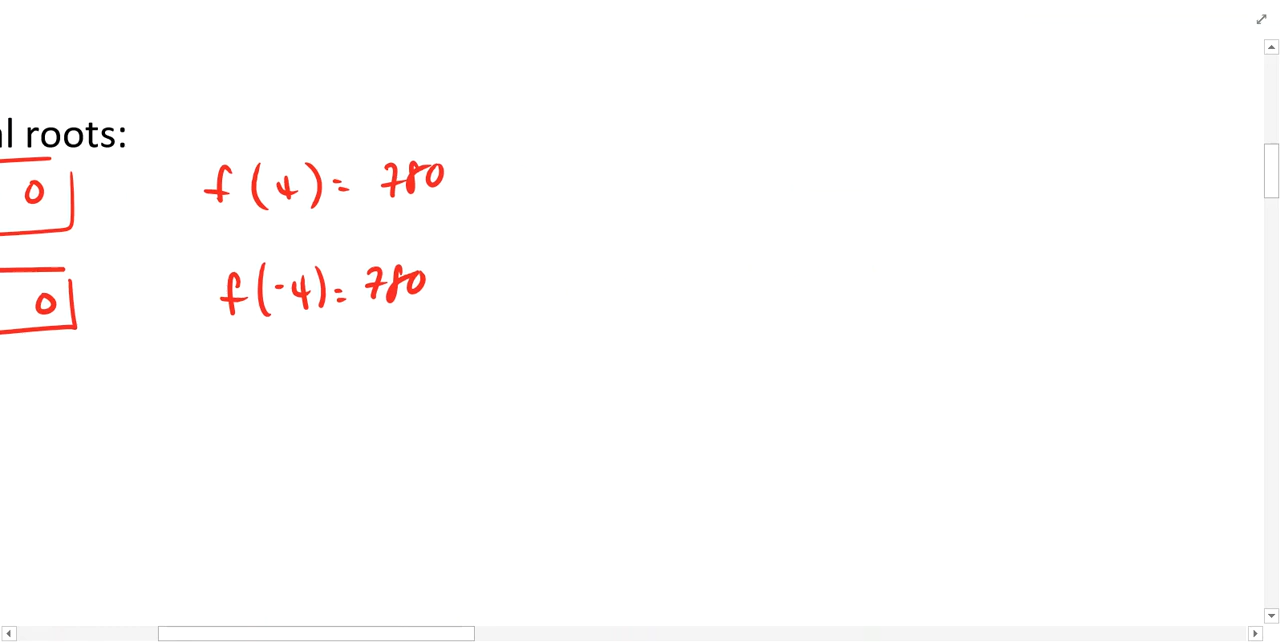 l roots:
0 f(4) = 780
0 f(-4) = 780